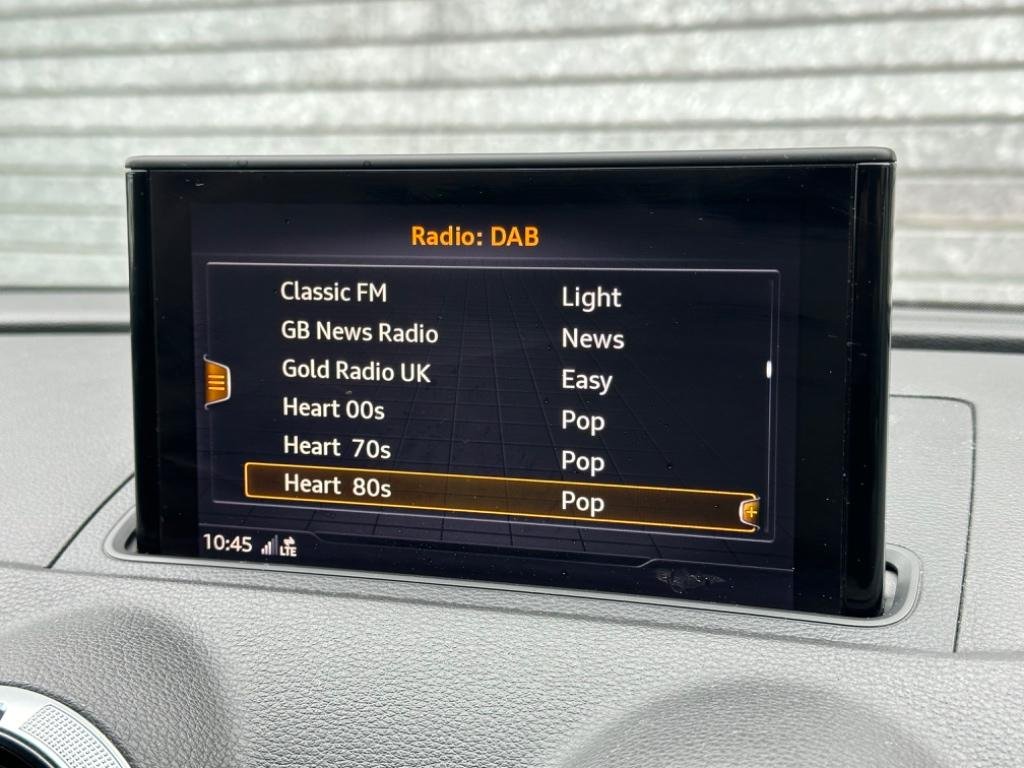 Radio: DAB
Classic FM Light
GB News Radio News
Gold Radio UK Easy
Heart 00s Pop
Heart 70s Pop
Heart 80s Pop
10:45 LTE